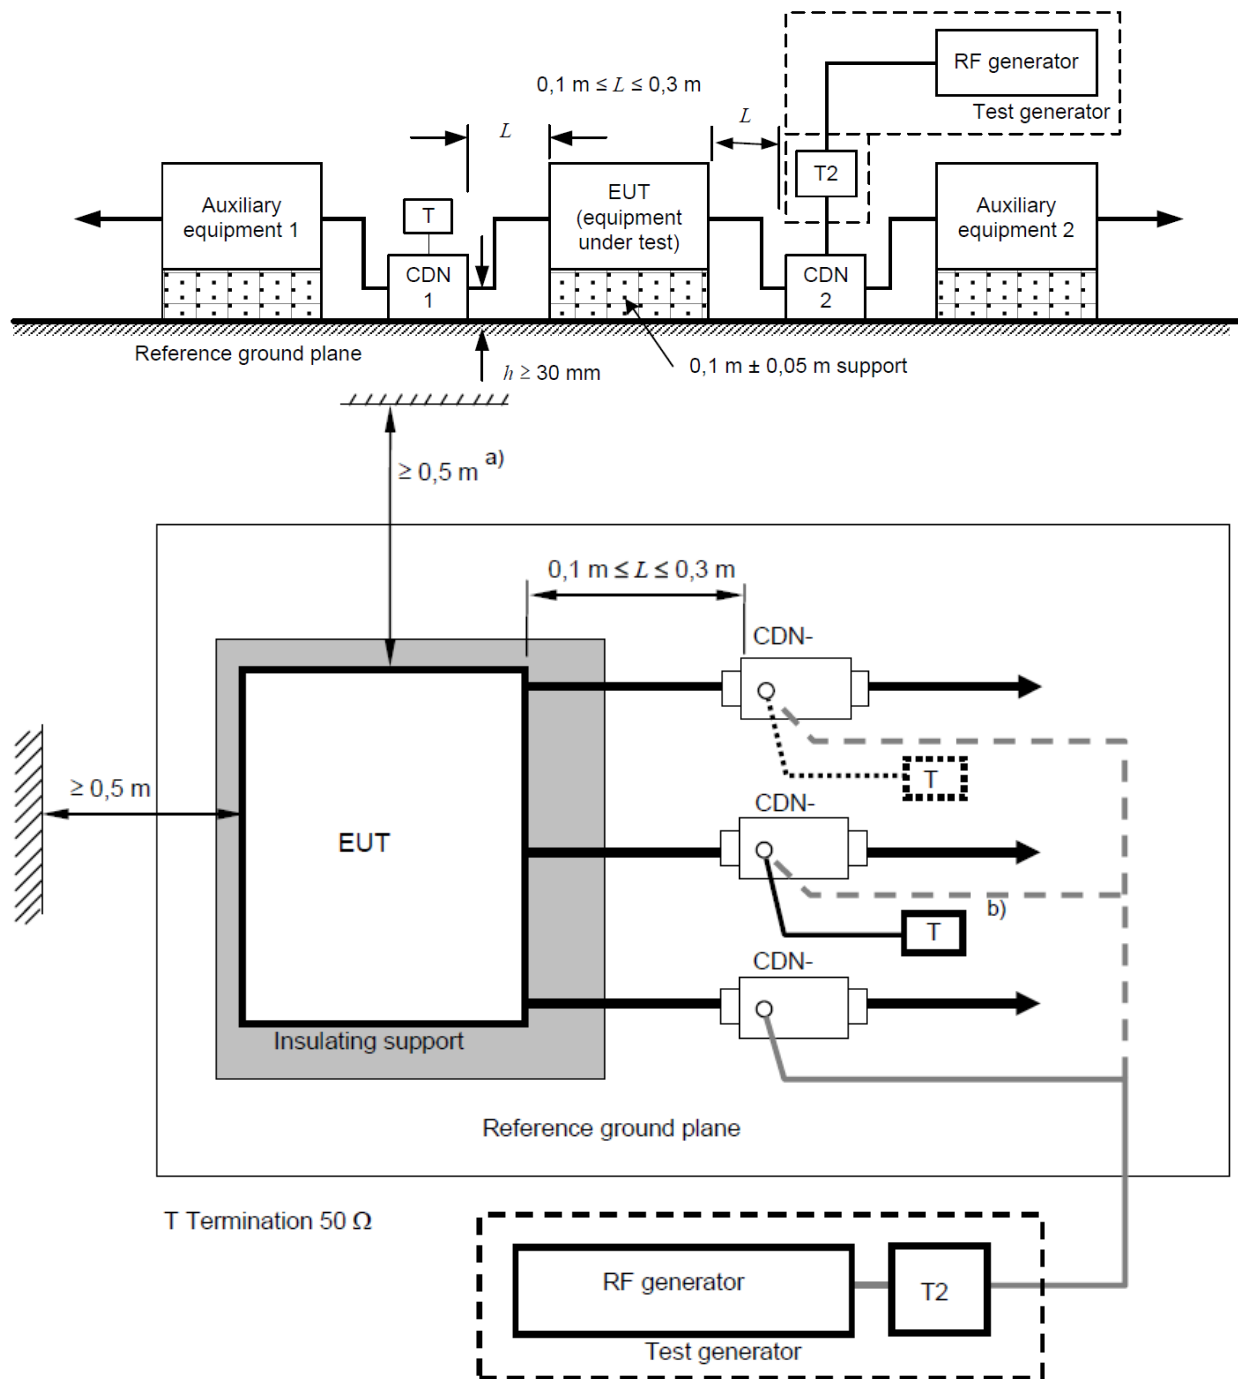 RF generator
Test generator
0,1 m ≤ L ≤ 0,3 m
L
L
T2
Auxiliary
equipment 1
T
EUT
(equipment
under test)
Auxiliary
equipment 2
CDN
1
CDN
2
Reference ground plane
h ≥ 30 mm
0,1 m ± 0,05 m support
≥ 0,5 m a)
0,1 m ≤ L ≤ 0,3 m
CDN-
T
≥ 0,5 m
CDN-
EUT
b)
T
CDN-
Insulating support
Reference ground plane
T Termination 50 Ω
RF generator
T2
Test generator